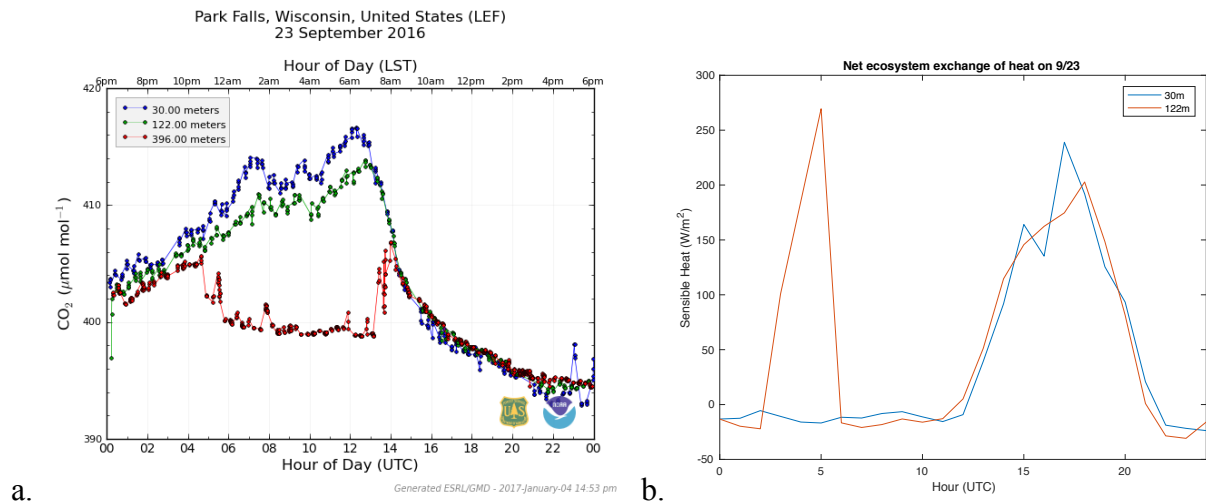 Park Falls, Wisconsin, United States (LEF)
23 September 2016
Hour of Day (LST)
6pm 8pm 10pm 12am 2am 4am 6am 8am 10am 12pm 2pm 4pm 6pm
420
410
400
390
CO₂ (μmol mol⁻¹)
30.00 meters
122.00 meters
396.00 meters
00 02 04 06 08 10 12 14 16 18 20 22 00
Hour of Day (UTC)
Generated ESRL/GMD - 2017-January-04 14:53 pm
a.
Net ecosystem exchange of heat on 9/23
300
250
200
150
100
50
0
-50
Sensible Heat (W/m²)
30m
122m
0 5 10 15 20
Hour (UTC)
b.